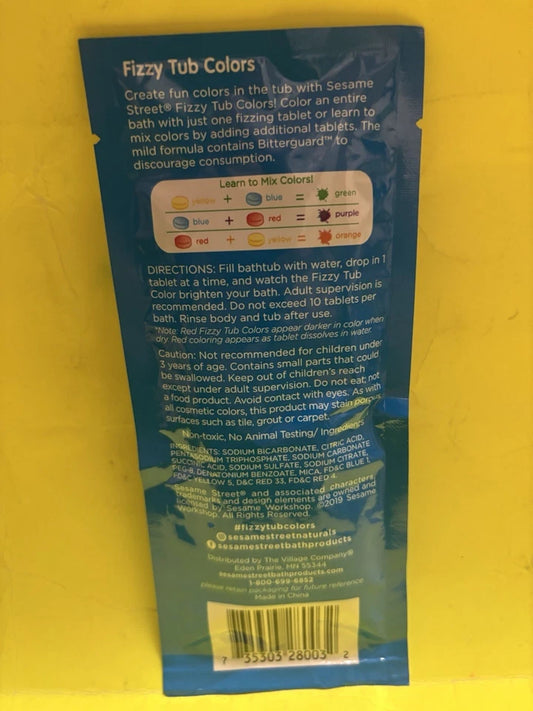 Fizzy Tub Colors
Create fun colors in the tub with Sesame
Street® Fizzy Tub Colors! Color an entire
bath with just one fizzing tablet or learn to
mix colors by adding additional tablets. The
mild formula contains Bitterguard™ to
discourage consumption.
Learn to Mix Colors!
yellow + blue = green
blue + red = purple
red + yellow = orange
DIRECTIONS: Fill bathtub with water, drop in 1
tablet at a time, and watch the Fizzy Tub
Color brighten your bath. Adult supervision is
recommended. Do not exceed 10 tablets per
bath. Rinse body and tub after use.
*Note: Red Fizzy Tub Colors appear darker in color when
dry. Red coloring appears as tablet dissolves in water.
Caution: Not recommended for children under
3 years of age. Contains small parts that could
be swallowed. Keep out of children's reach
except under adult supervision. Do not eat; not
a food product. Avoid contact with eyes. As with
all cosmetic colors, this product may stain porous
surfaces such as tile, grout or carpet.
Non-toxic, No Animal Testing/ Ingredients
INGREDIENTS: SODIUM BICARBONATE, CITRIC ACID,
PENTASODIUM TRIPHOSPHATE, SODIUM CARBONATE
SUCCINIC ACID, SODIUM SULFATE, SODIUM CITRATE,
PEG-8, DENATONIUM BENZOATE, MICA, FD&C BLUE 1,
FD&C YELLOW 5, D&C RED 33, FD&C RED 4.
Sesame Street® and associated characters,
trademarks and design elements are owned and
licensed by Sesame Workshop. ©2019 Sesame
Workshop. All Rights Reserved.
#fizzytubcolors
@sesamestreetnaturals
@sesamestreetbathproducts
Distributed by The Village Company®
Eden Prairie, MN 55344
sesamestreetbathproducts.com
1-800-699-6852
please retain packaging for future reference
Made in China
7 35303 28003 2